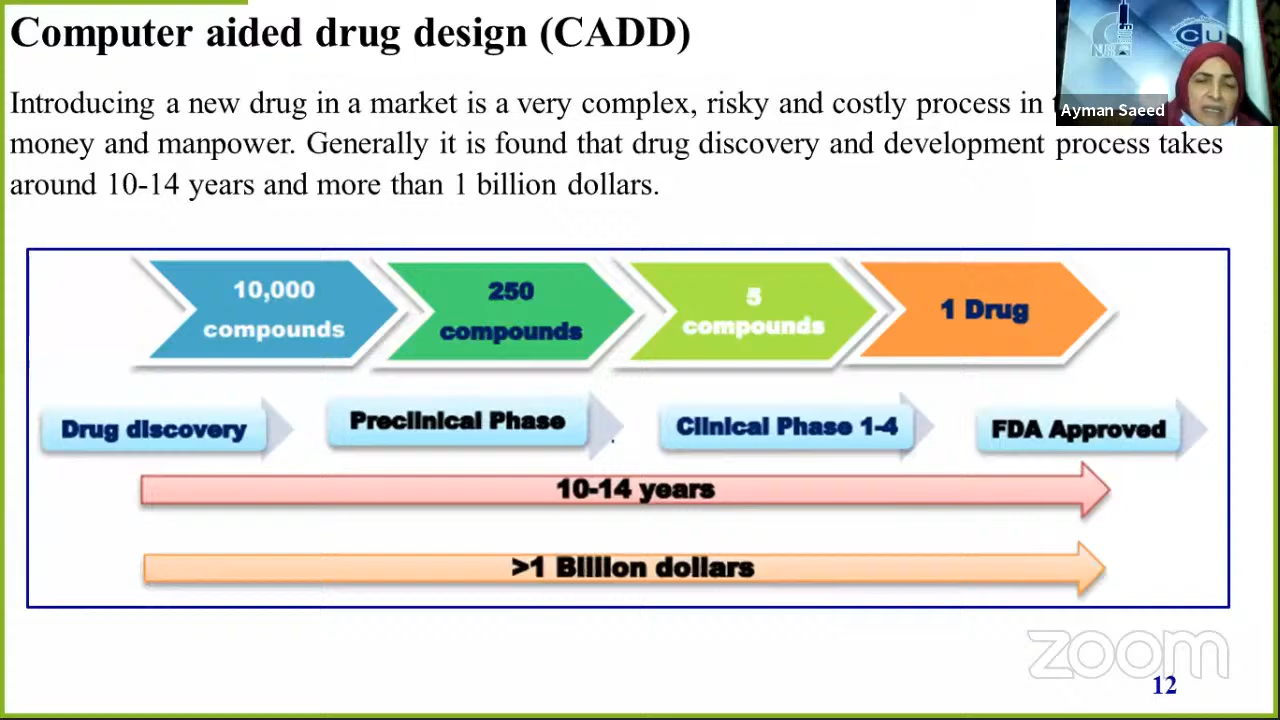 Computer aided drug design (CADD)
Introducing a new drug in a market is a very complex, risky and costly process in
money and manpower. Generally it is found that drug discovery and development process takes
around 10-14 years and more than 1 billion dollars.
CU
Ayman Saeed
10,000
compounds
250
compounds
5
compounds
1 Drug
Drug discovery
Preclinical Phase
Clinical Phase 1-4
FDA Approved
10-14 years
>1 Billion dollars
zoom
12